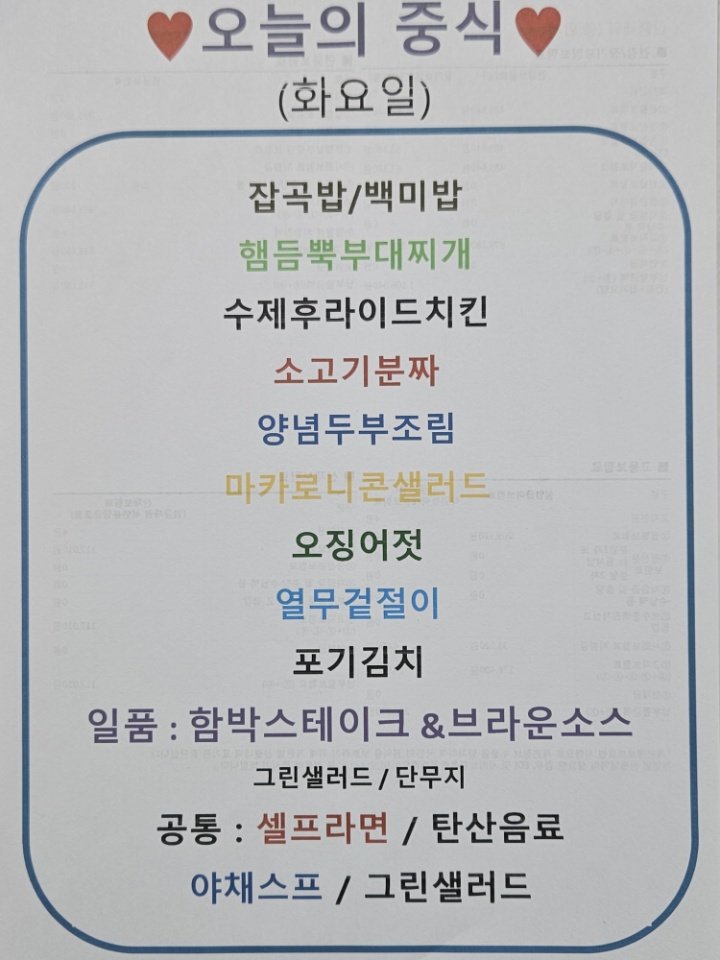 ♥오늘의 중식♥
(화요일)
잡곡밥/백미밥
햄듬뿍부대찌개
수제후라이드치킨
소고기분짜
양념두부조림
마카로니콘샐러드
오징어젓
열무겉절이
포기김치
일품 : 함박스테이크 &브라운소스
그린샐러드 / 단무지
공통 : 셀프라면 / 탄산음료
야채스프 / 그린샐러드